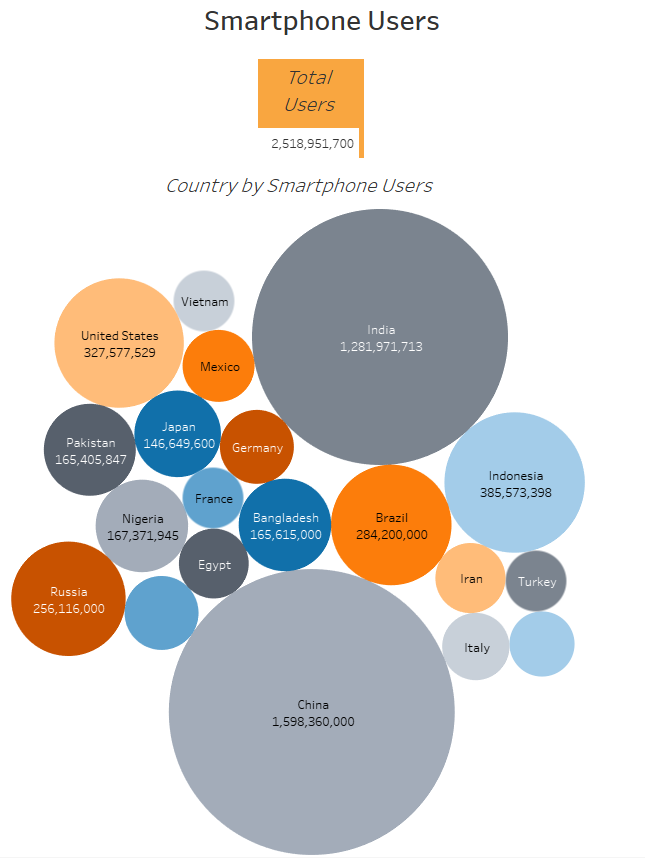 Smartphone Users
Total
Users
2,518,951,700
Country by Smartphone Users
India
1,281,971,713
Vietnam
United States
327,577,529
Mexico
Japan
146,649,600
Pakistan
165,405,847
Germany
Indonesia
385,573,398
France
Nigeria
167,371,945
Bangladesh
165,615,000
Brazil
284,200,000
Egypt
Iran
Turkey
Russia
256,116,000
Italy
China
1,598,360,000